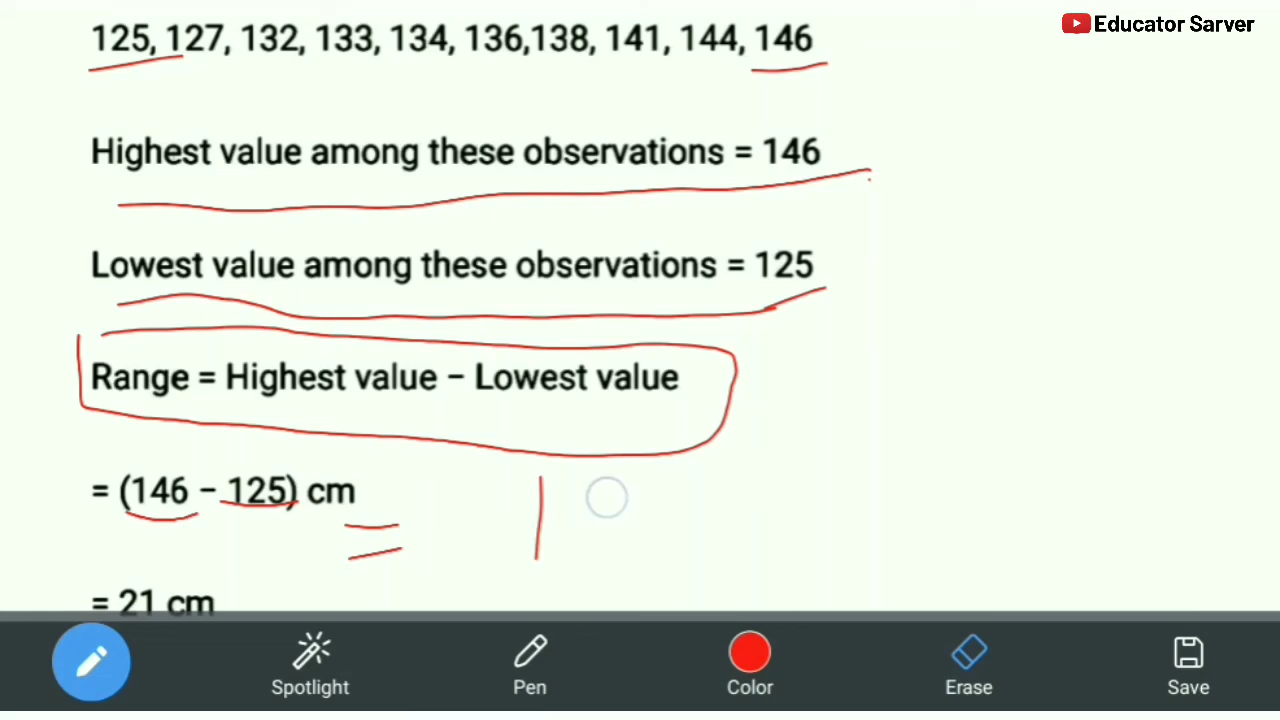 Educator Sarver
125, 127, 132, 133, 134, 136,138, 141, 144, 146
Highest value among these observations = 146
Lowest value among these observations = 125
Range = Highest value − Lowest value
= (146 − 125) cm
= 21 cm
Spotlight
Pen
Color
Erase
Save